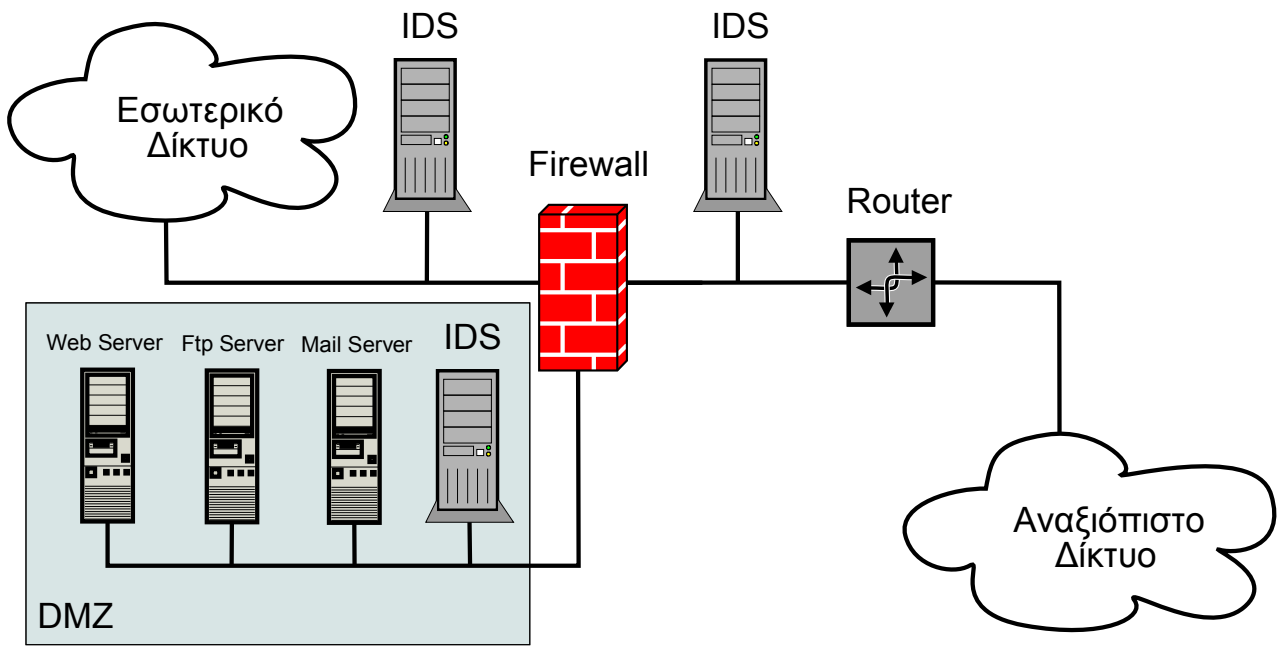 IDS
IDS
Εσωτερικό
Δίκτυο
Firewall
Router
Web Server
Ftp Server
Mail Server
IDS
Αναξιόπιστο
Δίκτυο
DMZ